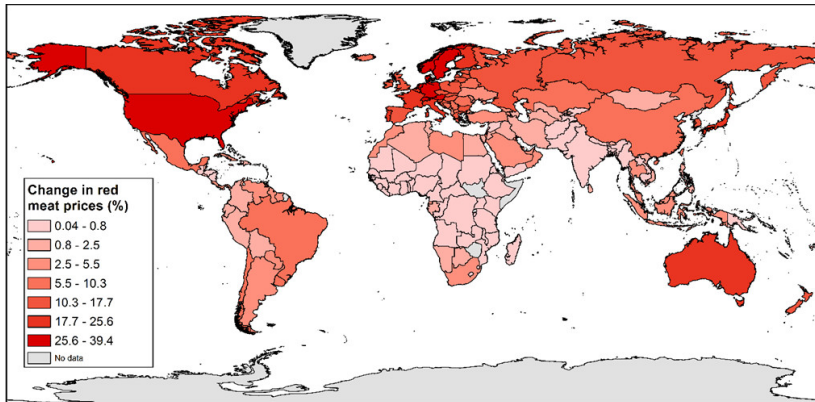 Change in red
meat prices (%)
0.04 - 0.8
0.8 - 2.5
2.5 - 5.5
5.5 - 10.3
10.3 - 17.7
17.7 - 25.6
25.6 - 39.4
No data